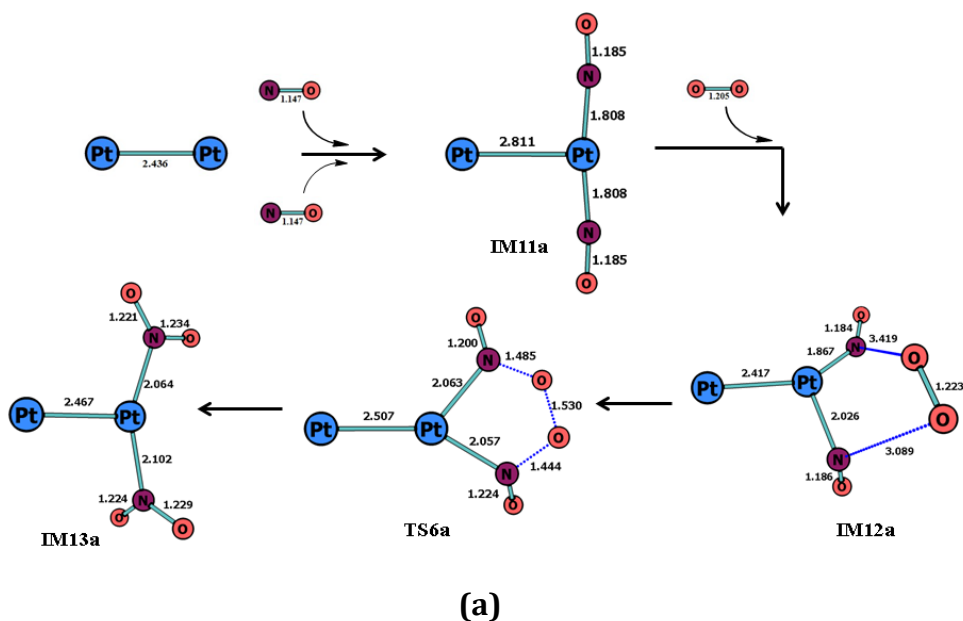 N O
1.147
Pt Pt
2.436
N O
1.147
O
1.185
N
1.808
Pt 2.811 Pt
1.808
N
1.185
O
IM11a
O O
1.205
O
1.221 1.234
N O
2.064
Pt 2.467 Pt
2.102
1.224 N 1.229
O O
IM13a
O
1.200 N 1.485
2.063 O
1.530
Pt 2.507 Pt O
2.057 1.444
N
1.224 O
TS6a
O
1.184 N 3.419
1.867 O
2.417 1.223
Pt Pt
2.026 O
N 3.089
1.186 O
IM12a
(a)